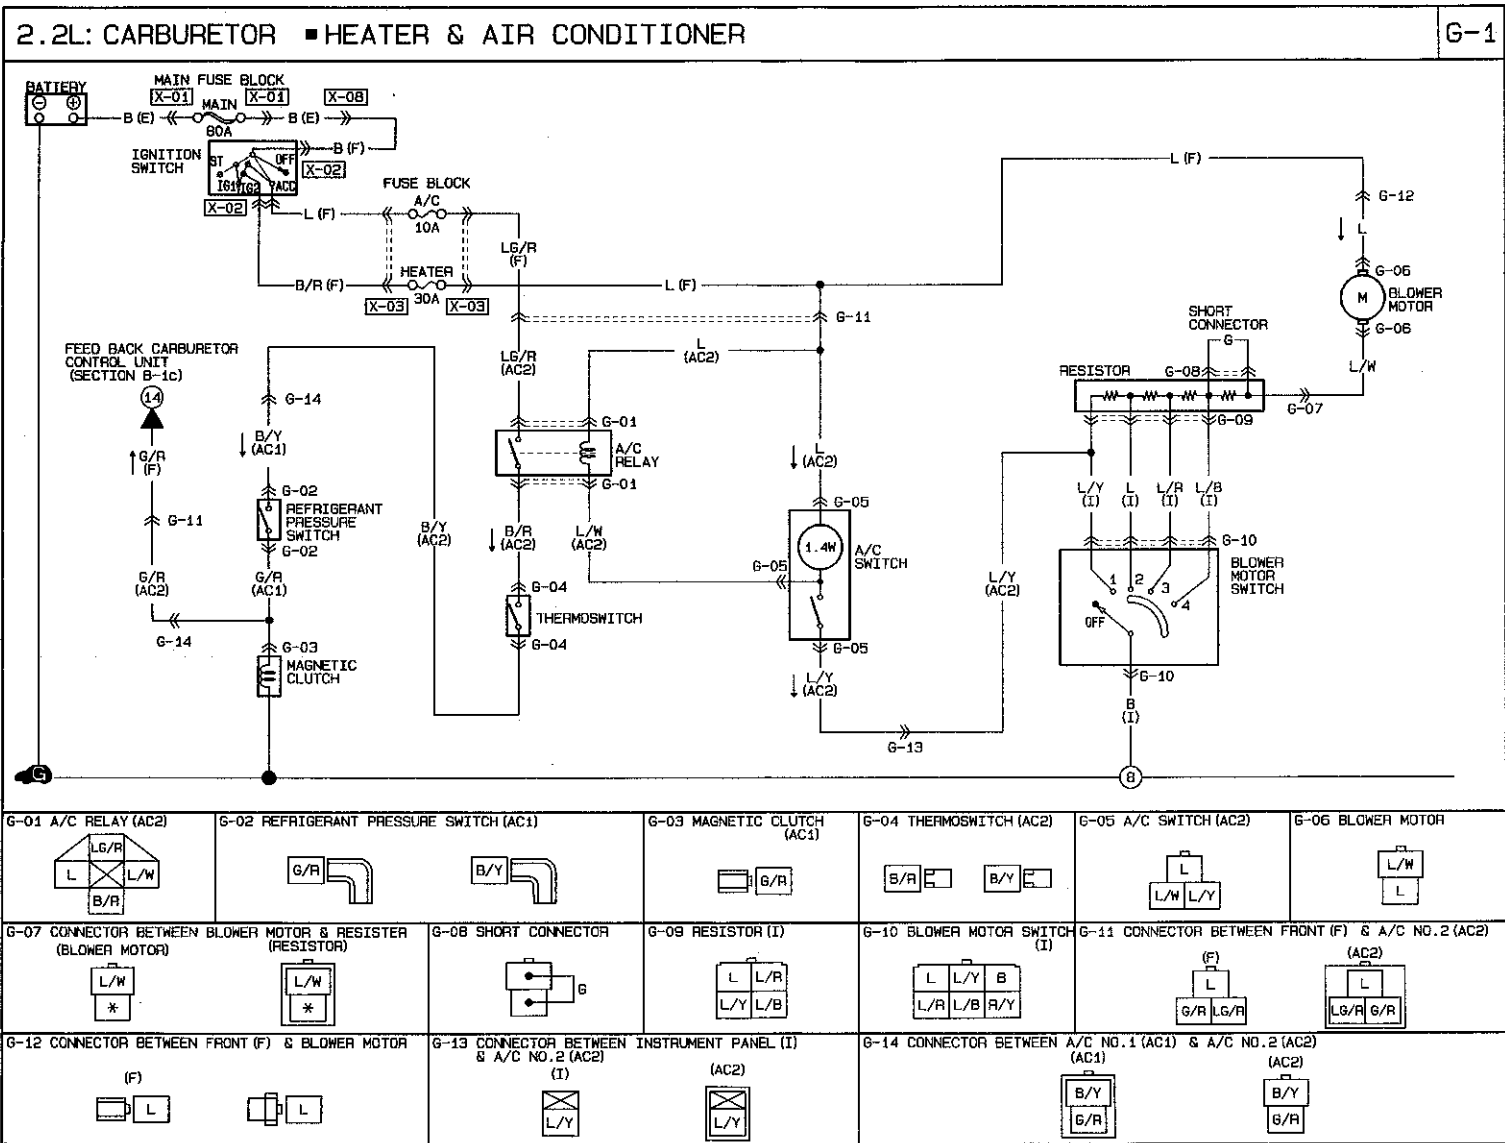 2.2L: CARBURETOR ■HEATER & AIR CONDITIONER
G-1
BATTERY
MAIN FUSE BLOCK
X-01
MAIN
X-01
X-08
B (E)
80A
B (E)
B (F)
IGNITION
SWITCH
ST
OFF
IG1
IG2
ACC
X-02
X-02
L (F)
FUSE BLOCK
A/C
10A
LG/R
(F)
B/R (F)
HEATER
30A
X-03
X-03
L (F)
L (F)
G-12
L
G-06
M
BLOWER
MOTOR
G-06
L/W
G-11
SHORT
CONNECTOR
G
RESISTOR
G-08
G-07
G-09
FEED BACK CARBURETOR
CONTROL UNIT
(SECTION B-1c)
14
G/R
(F)
G-11
G/R
(AC2)
G-14
G-14
B/Y
(AC1)
G-02
REFRIGERANT
PRESSURE
SWITCH
G-02
G/R
(AC1)
G-03
MAGNETIC
CLUTCH
B/Y
(AC2)
LG/R
(AC2)
L
(AC2)
G-01
A/C
RELAY
G-01
B/R
(AC2)
L/W
(AC2)
G-04
THERMOSWITCH
G-04
L
(AC2)
G-05
1.4W
A/C
SWITCH
G-05
G-05
L/Y
(AC2)
G-13
L/Y
(AC2)
L/Y
(I)
L
(I)
L/R
(I)
L/B
(I)
G-10
BLOWER
MOTOR
SWITCH
1
2
3
4
OFF
G-10
B
(I)
8
G
G-01 A/C RELAY (AC2)
LG/R
L
L/W
B/R
G-02 REFRIGERANT PRESSURE SWITCH (AC1)
G/R
B/Y
G-03 MAGNETIC CLUTCH
(AC1)
G/R
G-04 THERMOSWITCH (AC2)
B/R
B/Y
G-05 A/C SWITCH (AC2)
L
L/W L/Y
G-06 BLOWER MOTOR
L/W
L
G-07 CONNECTOR BETWEEN BLOWER MOTOR & RESISTER
(BLOWER MOTOR)
(RESISTOR)
L/W
*
L/W
*
G-08 SHORT CONNECTOR
G
G-09 RESISTOR (I)
L L/R
L/Y L/B
G-10 BLOWER MOTOR SWITCH
(I)
L L/Y B
L/R L/B R/Y
G-11 CONNECTOR BETWEEN FRONT (F) & A/C NO.2 (AC2)
(F)
L
G/R LG/R
(AC2)
L
LG/R G/R
G-12 CONNECTOR BETWEEN FRONT (F) & BLOWER MOTOR
(F)
L
L
G-13 CONNECTOR BETWEEN INSTRUMENT PANEL (I)
& A/C NO.2 (AC2)
(I)
L/Y
(AC2)
L/Y
G-14 CONNECTOR BETWEEN A/C NO.1 (AC1) & A/C NO.2 (AC2)
(AC1)
B/Y
G/R
(AC2)
B/Y
G/R